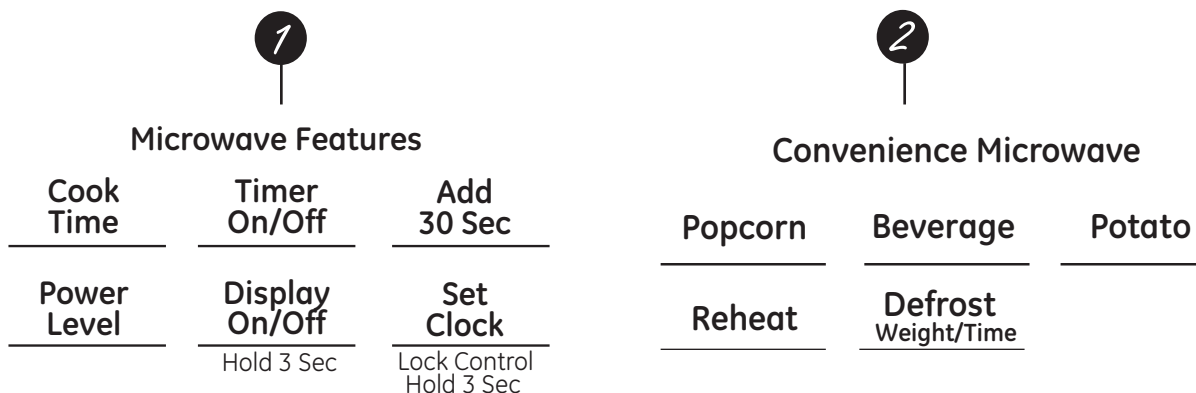 1
Microwave Features
Cook
Time
Timer
On/Off
Add
30 Sec
Power
Level
Display
On/Off
Hold 3 Sec
Set
Clock
Lock Control
Hold 3 Sec
2
Convenience Microwave
Popcorn
Beverage
Potato
Reheat
Defrost
Weight/Time